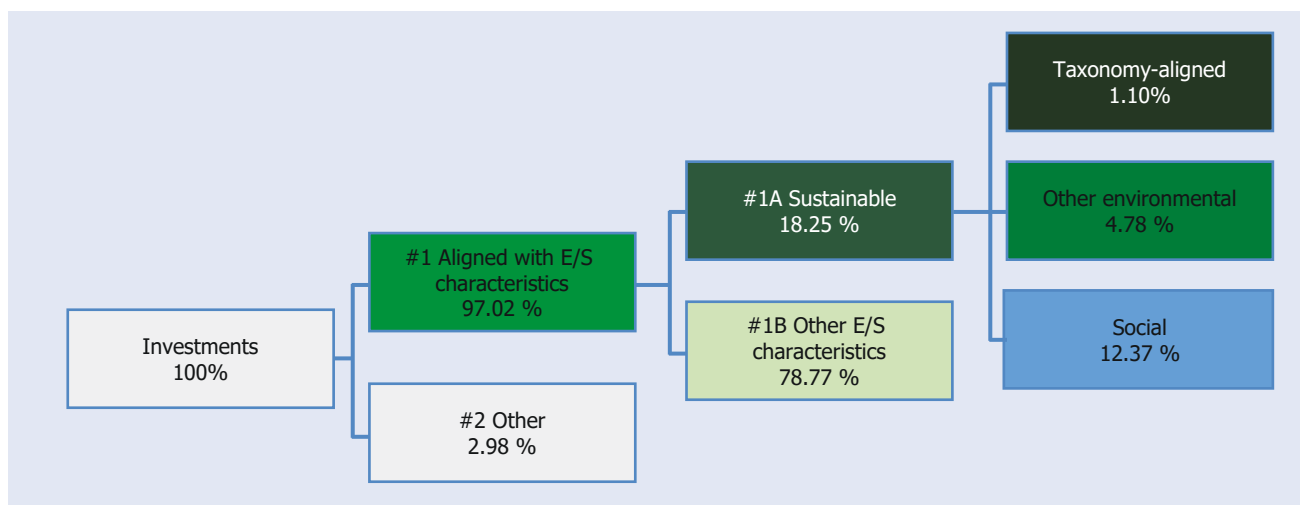 Investments
100%
#1 Aligned with E/S
characteristics
97.02 %
#2 Other
2.98 %
#1A Sustainable
18.25 %
#1B Other E/S
characteristics
78.77 %
Taxonomy-aligned
1.10%
Other environmental
4.78 %
Social
12.37 %